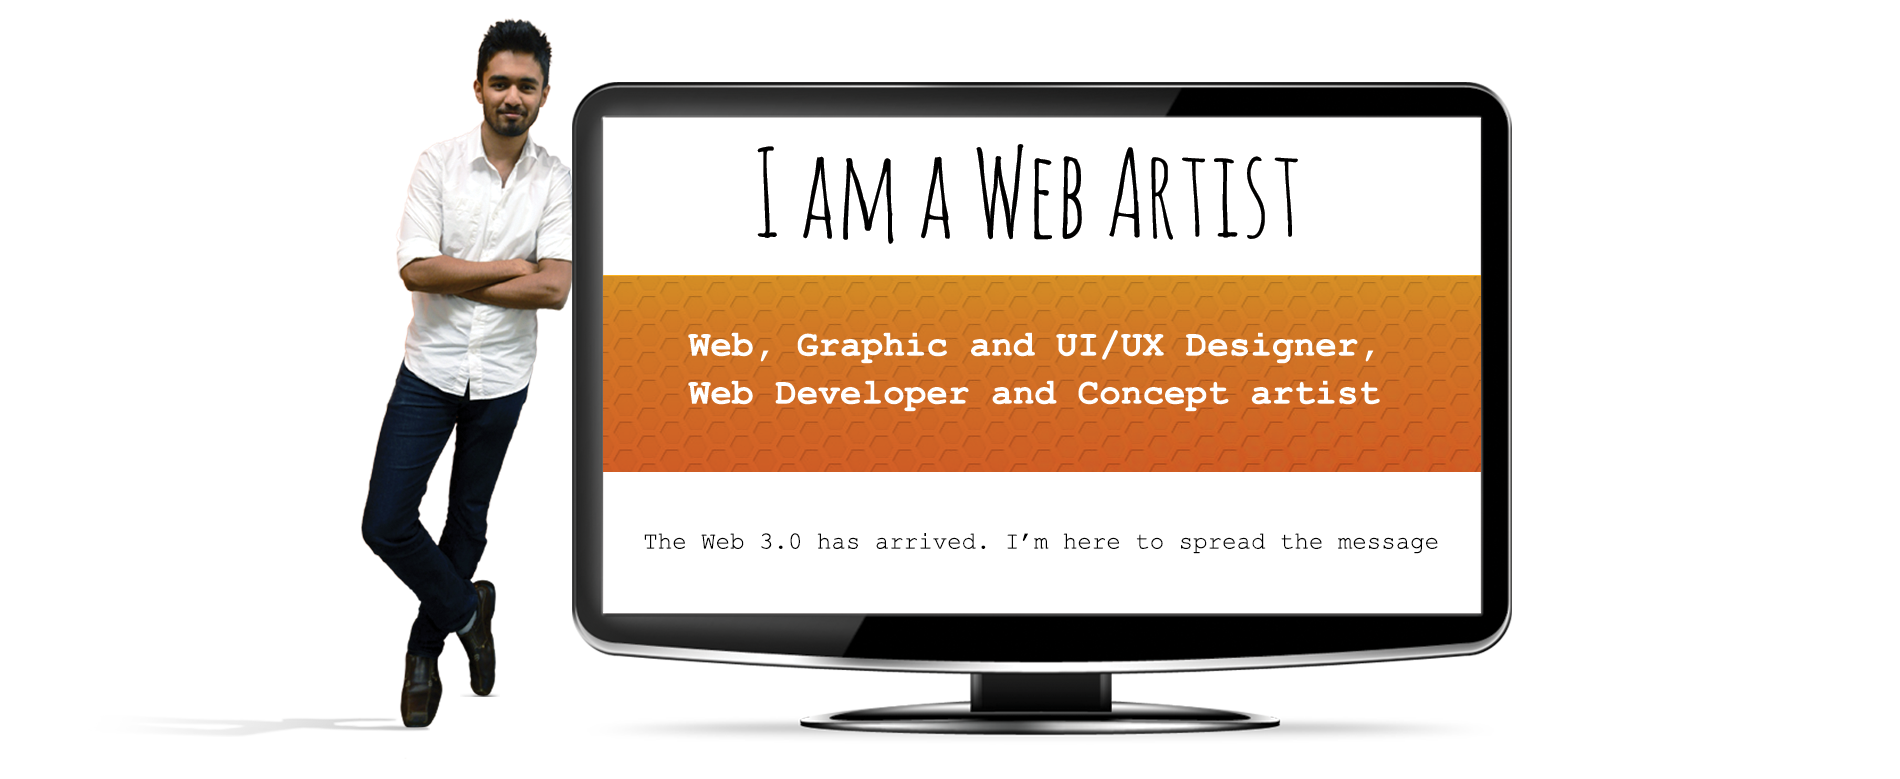 I AM A WEB ARTIST
Web, Graphic and UI/UX Designer,
Web Developer and Concept artist
The Web 3.0 has arrived. I’m here to spread the message